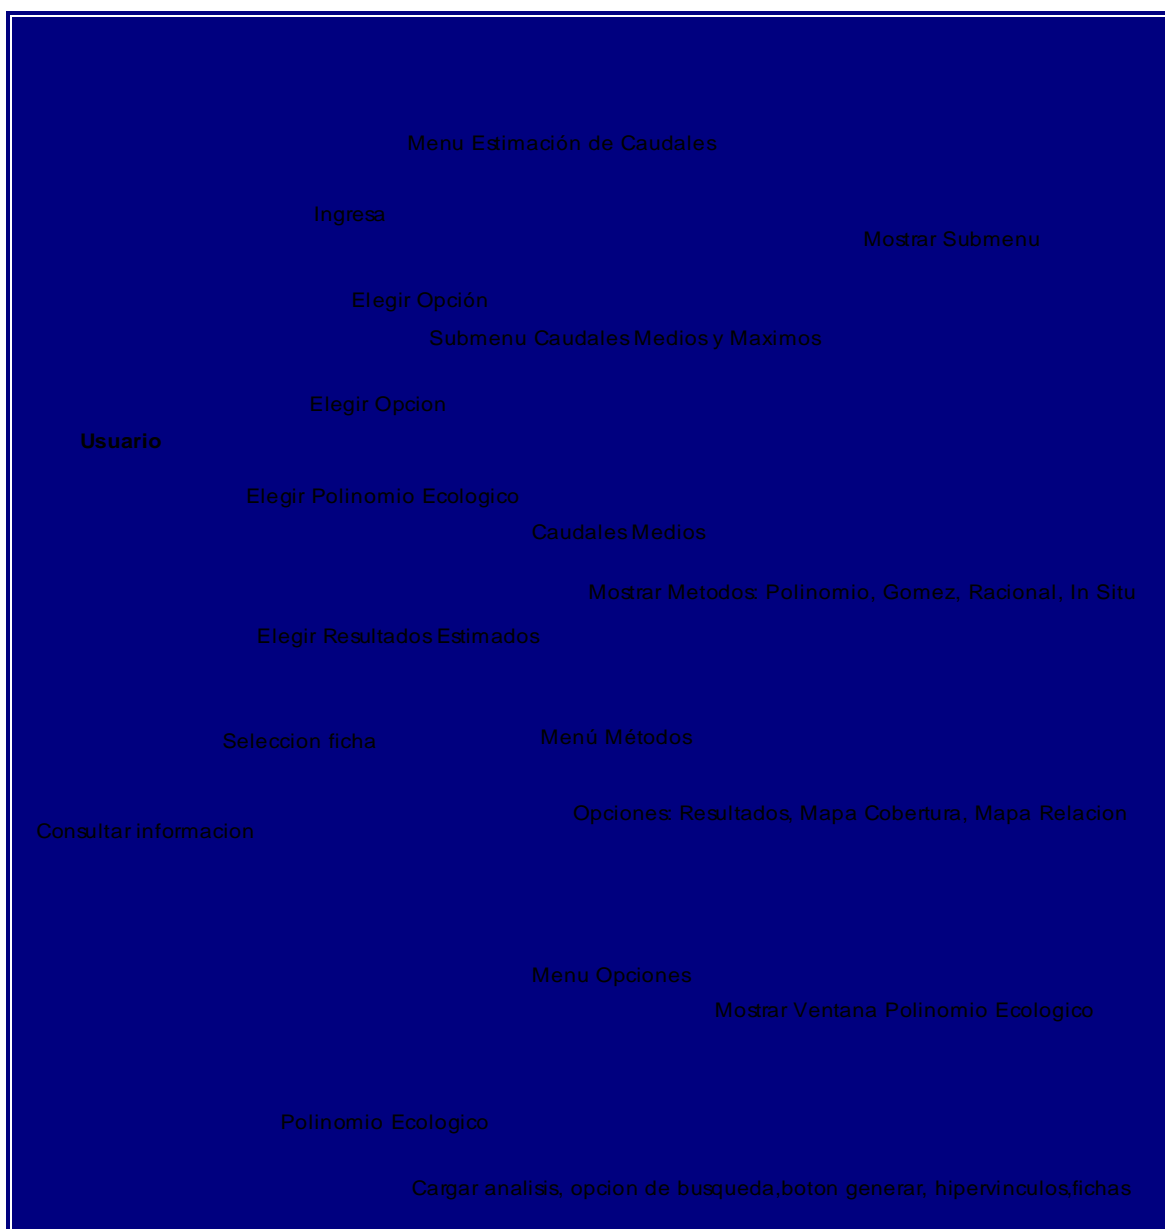 Menu Estimación de Caudales
Ingresa
Mostrar Submenu
Elegir Opción
Submenu Caudales Medios y Maximos
Elegir Opcion
Usuario
Elegir Polinomio Ecologico
Caudales Medios
Mostrar Metodos: Polinomio, Gomez, Racional, In Situ
Elegir Resultados Estimados
Menú Métodos
Seleccion ficha
Opciones: Resultados, Mapa Cobertura, Mapa Relacion
Consultar informacion
Menu Opciones
Mostrar Ventana Polinomio Ecologico
Polinomio Ecologico
Cargar analisis, opcion de busqueda,boton generar, hipervinculos,fichas